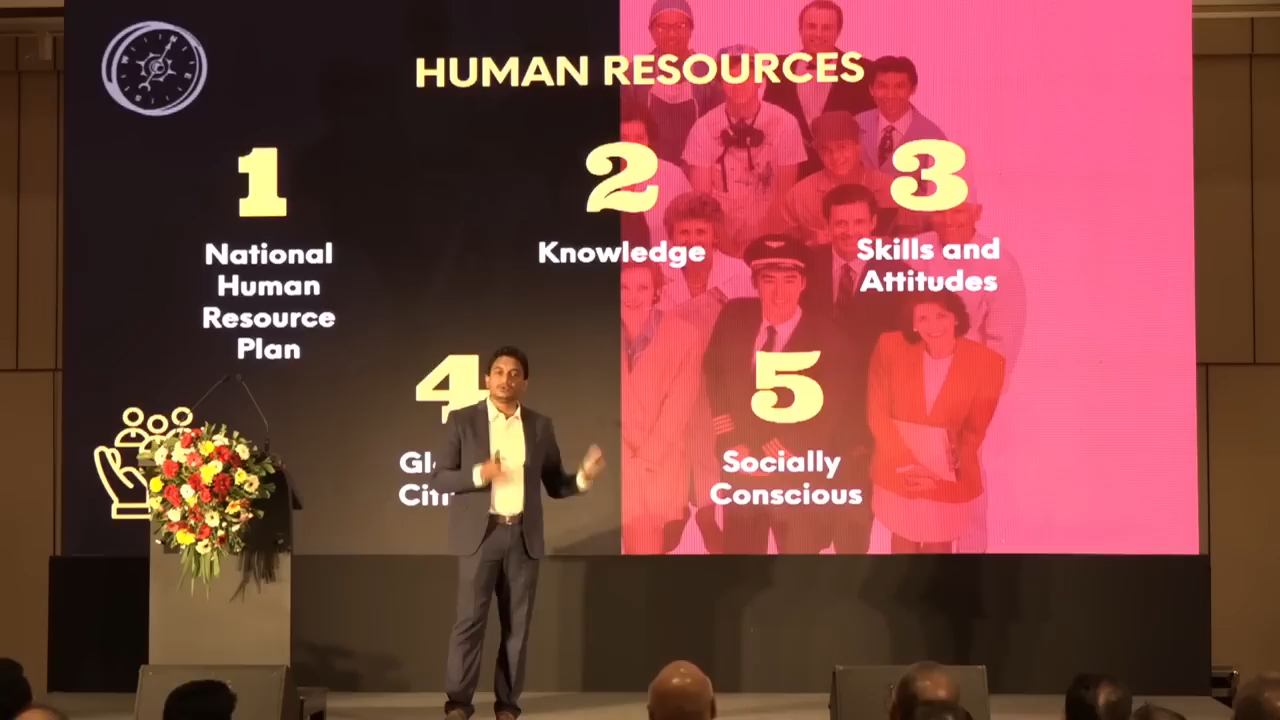 HUMAN RESOURCES
1
National
Human
Resource
Plan
2
Knowledge
3
Skills and
Attitudes
4
5
Socially
Conscious